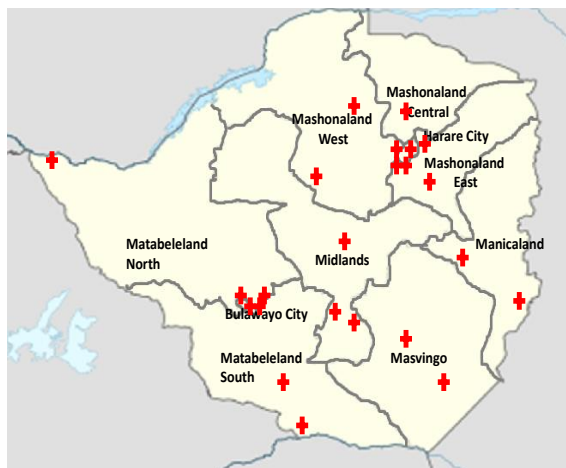 Mashonaland
Central
Mashonaland
West
Harare City
Mashonaland
East
Matabeleland
North
Midlands
Manicaland
Bulawayo City
Matabeleland
South
Masvingo